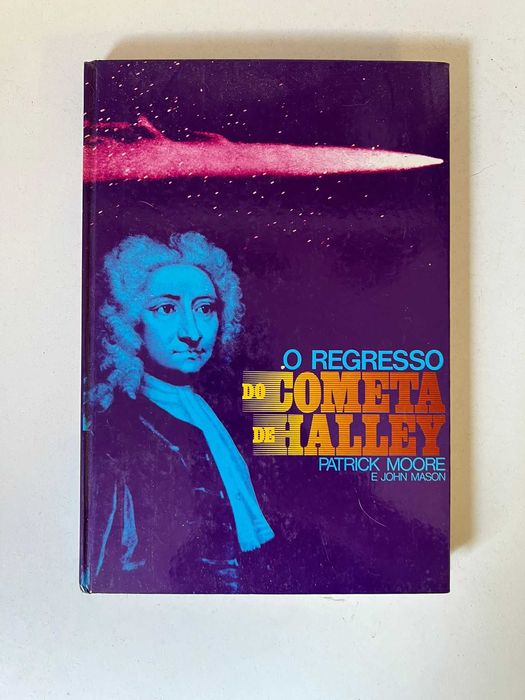 O REGRESSO
DO COMETA
DE HALLEY
PATRICK MOORE
E JOHN MASON